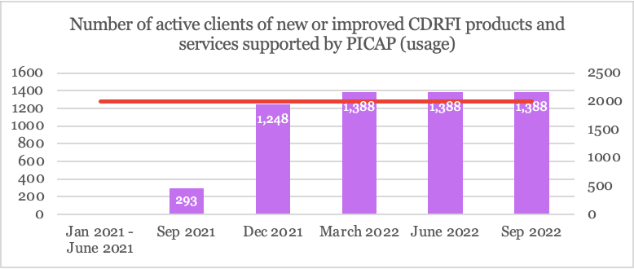 Number of active clients of new or improved CDRFI products and
services supported by PICAP (usage)
1600
1400
1200
1000
800
600
400
200
0
2500
2000
1500
1000
500
0
293
1,248
1,388
1,388
1,388
Jan 2021 -
June 2021
Sep 2021
Dec 2021
March 2022
June 2022
Sep 2022